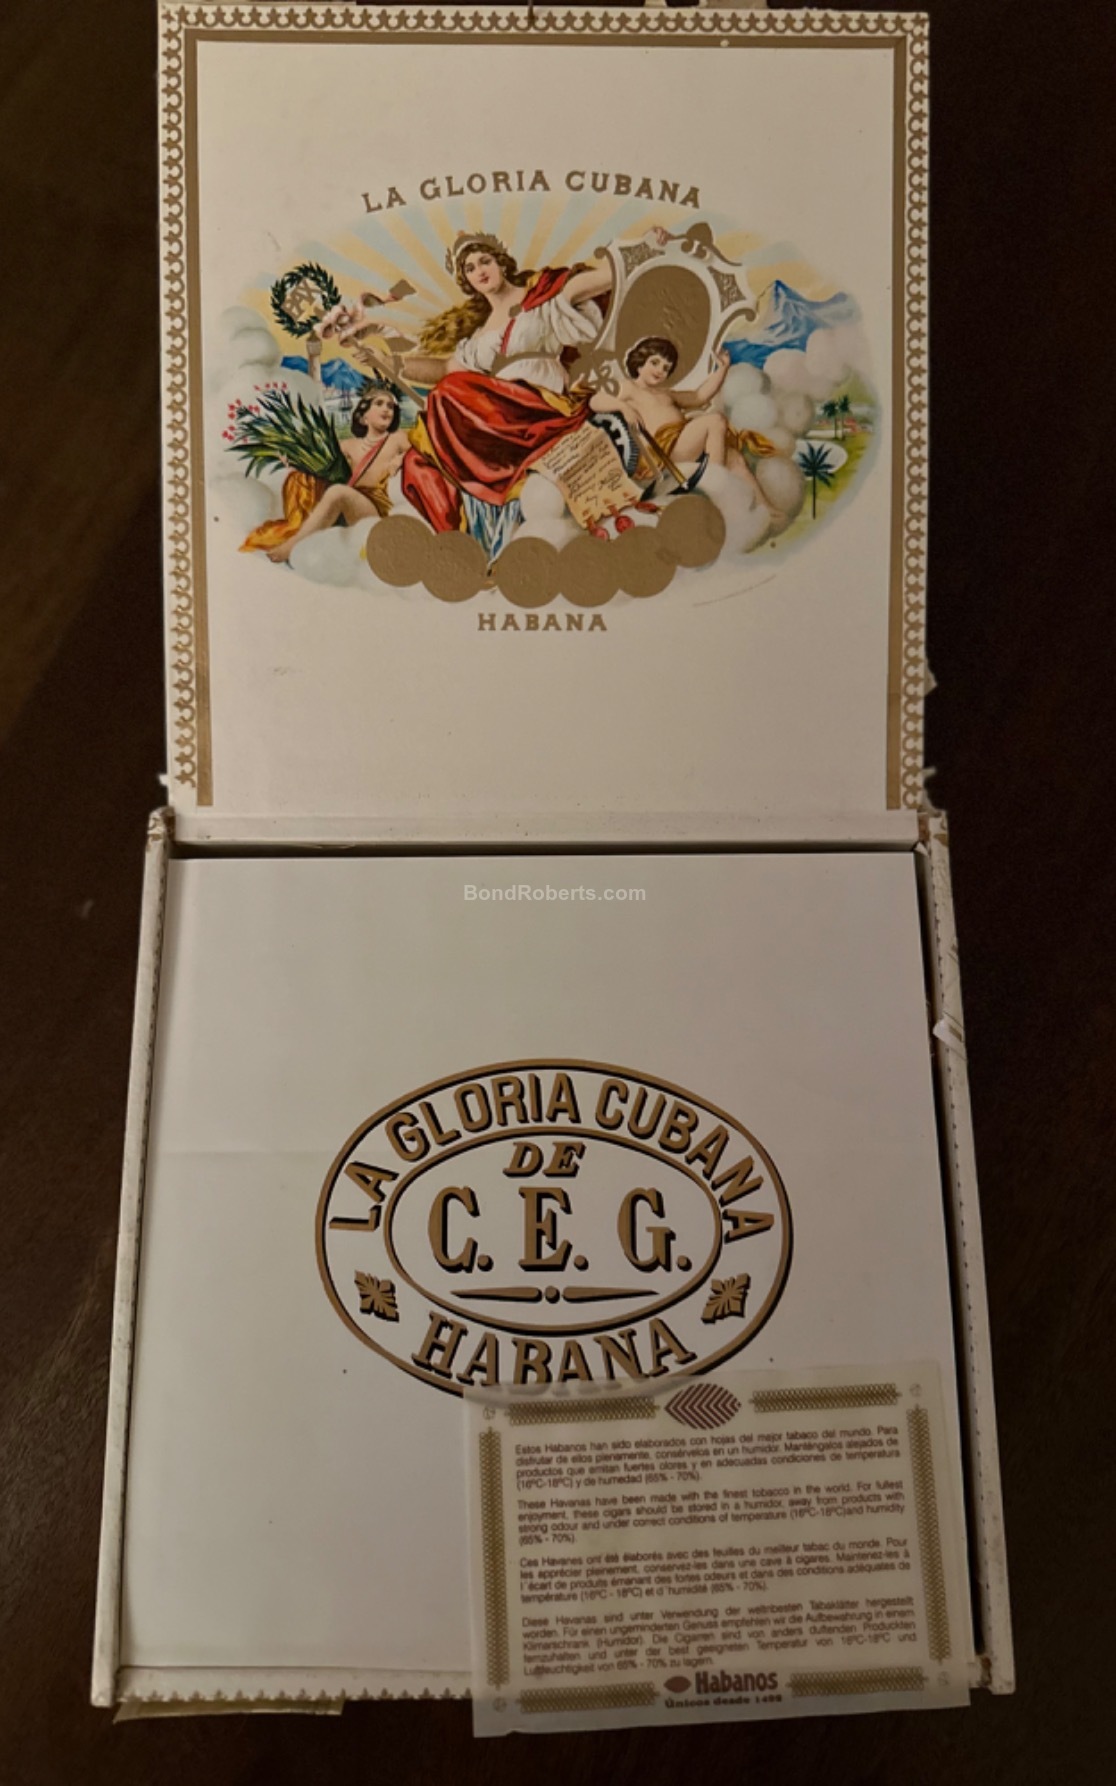 LA GLORIA CUBANA
HABANA
BondRoberts.com
LA GLORIA CUBANA
DE
C. E. G.
HABANA
Estos Habanos han sido elaborados con hojas del mejor tabaco del mundo. Para
disfrutar de ellos plenamente, consérvelos en un humidor. Manténgalos alejados de
productos que emitan fuertes olores y en adecuadas condiciones de temperatura
(16ºC-18ºC) y de humedad (65% - 70%).
These Havanas have been made with the finest tobacco in the world. For fullest
enjoyment, these cigars should be stored in a humidor, away from products with
strong odour and under correct conditions of temperature (16ºC-18ºC)and humidity
(65% - 70%).
Ces Havanes ont été élaborés avec des feuilles du meilleur tabac du monde. Pour
les apprécier pleinement, conservez-les dans une cave à cigares. Maintenez-les à
l'écart de produits émanant des fortes odeurs et dans des conditions adéquates de
température (16ºC - 18ºC) et d'humidité (65% - 70%).
Diese Havanas sind unter Verwendung der weltbesten Tabakblätter hergestellt
worden. Für einen ungeminderten Genuss empfehlen wir die Aufbewahrung in einem
Klimaschrank (Humidor). Die Cigarren sind von anders duftenden Produckten
fernzuhalten und unter der best geeigneten Temperatur von 16ºC-18ºC und
Luftfeuchtigkeit von 65% - 70% zu lagern.
Habanos
Únicos desde 1492